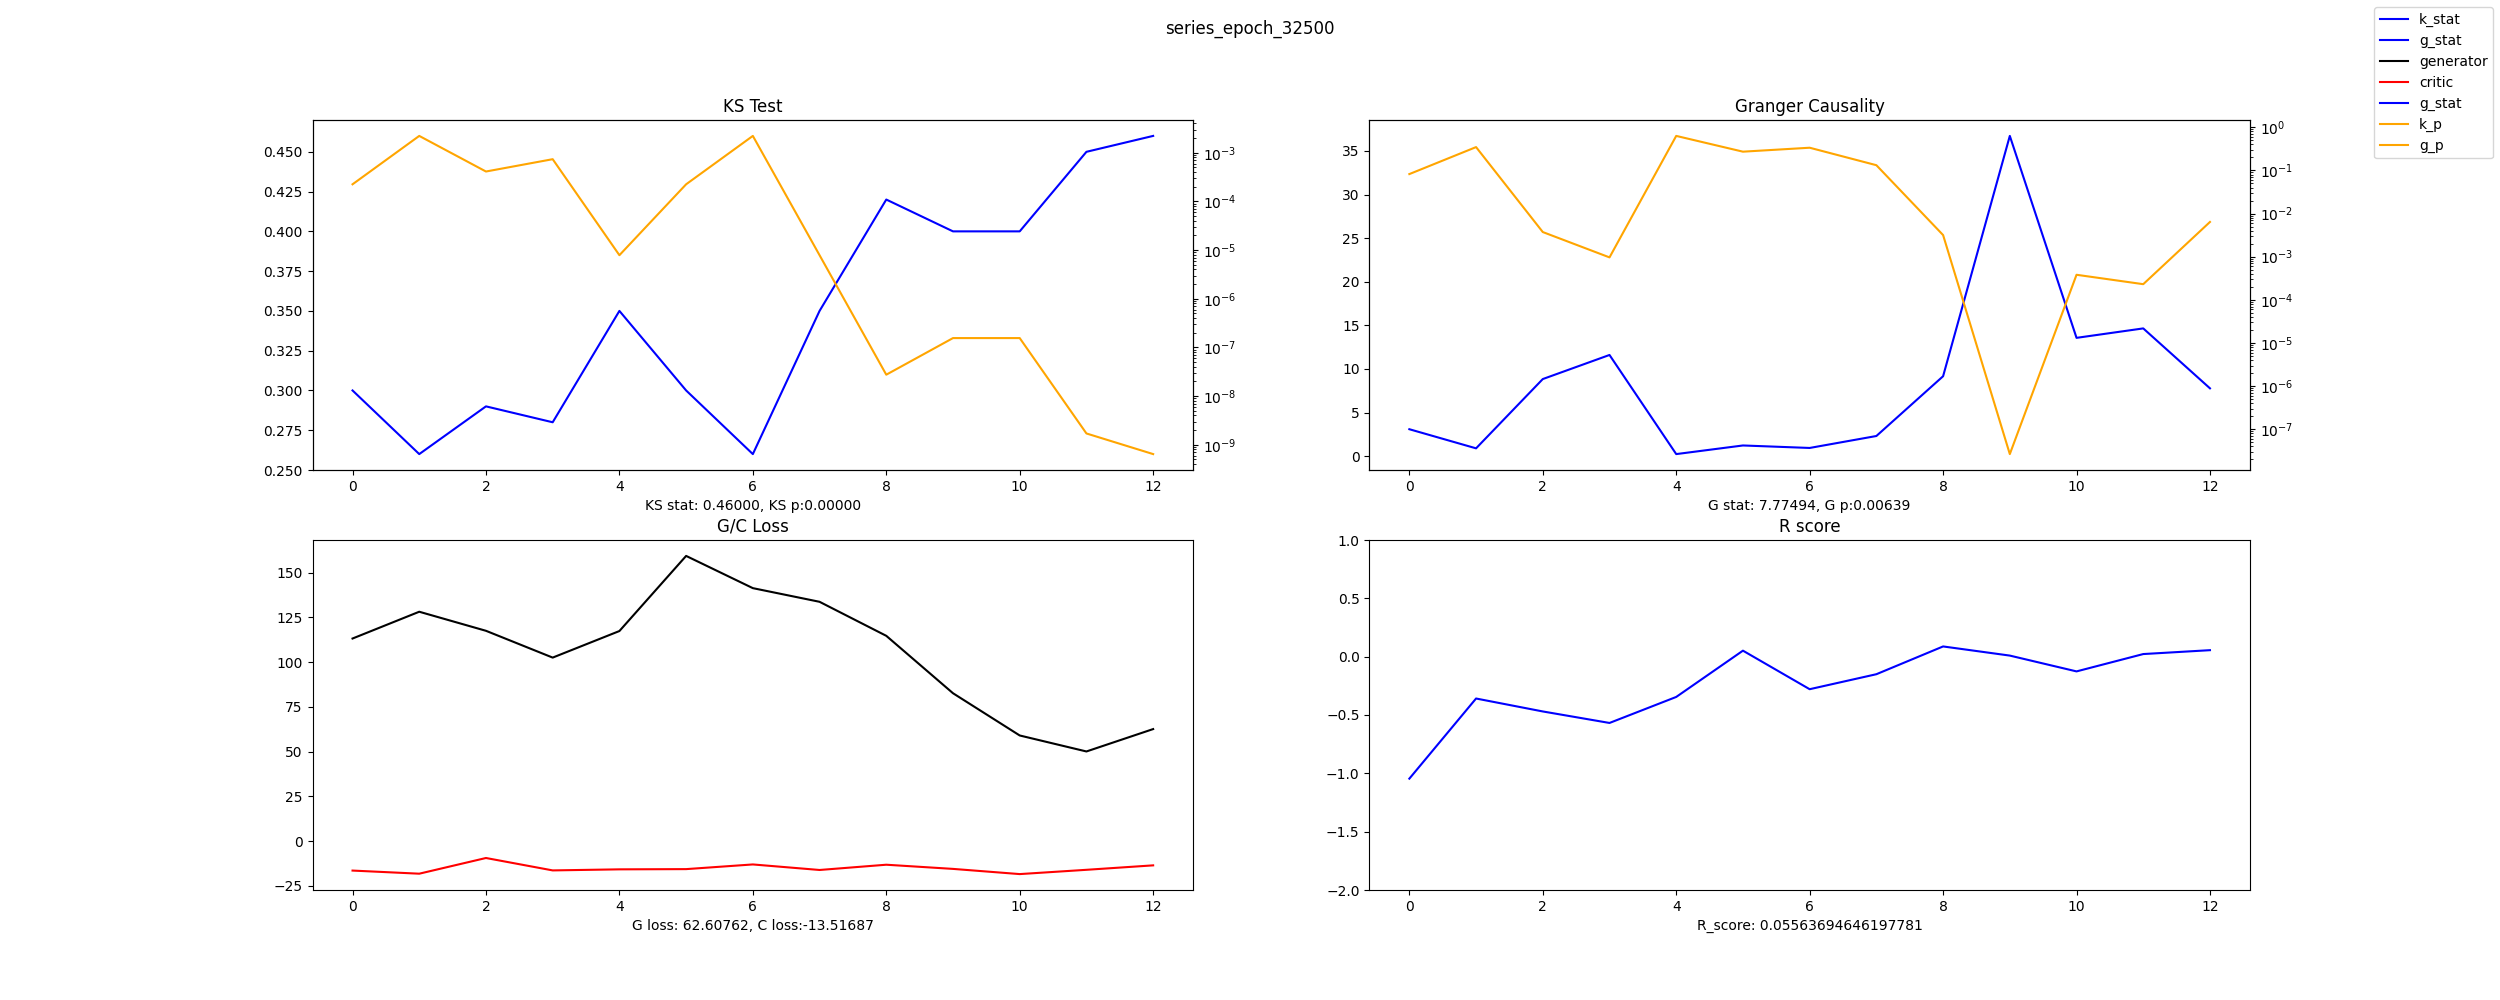 series_epoch_32500
k_stat
g_stat
generator
critic
g_stat
k_p
g_p
KS Test
0.450
0.425
0.400
0.375
0.350
0.325
0.300
0.275
0.250
10⁻³
10⁻⁴
10⁻⁵
10⁻⁶
10⁻⁷
10⁻⁸
10⁻⁹
0 2 4 6 8 10 12
KS stat: 0.46000, KS p:0.00000
Granger Causality
35
30
25
20
15
10
5
0
10⁰
10⁻¹
10⁻²
10⁻³
10⁻⁴
10⁻⁵
10⁻⁶
10⁻⁷
0 2 4 6 8 10 12
G stat: 7.77494, G p:0.00639
G/C Loss
150
125
100
75
50
25
0
−25
0 2 4 6 8 10 12
G loss: 62.60762, C loss:-13.51687
R score
1.0
0.5
0.0
−0.5
−1.0
−1.5
−2.0
0 2 4 6 8 10 12
R_score: 0.05563694646197781